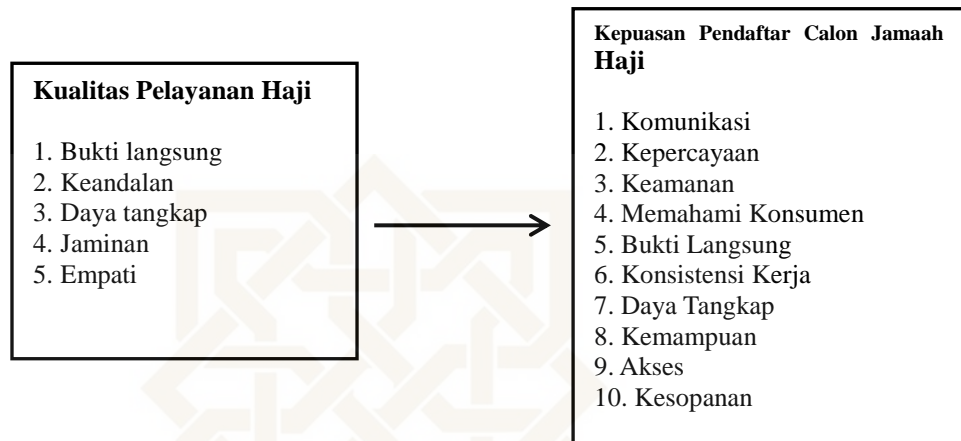 Kualitas Pelayanan Haji
1. Bukti langsung
2. Keandalan
3. Daya tangkap
4. Jaminan
5. Empati
Kepuasan Pendaftar Calon Jamaah
Haji
1. Komunikasi
2. Kepercayaan
3. Keamanan
4. Memahami Konsumen
5. Bukti Langsung
6. Konsistensi Kerja
7. Daya Tangkap
8. Kemampuan
9. Akses
10. Kesopanan